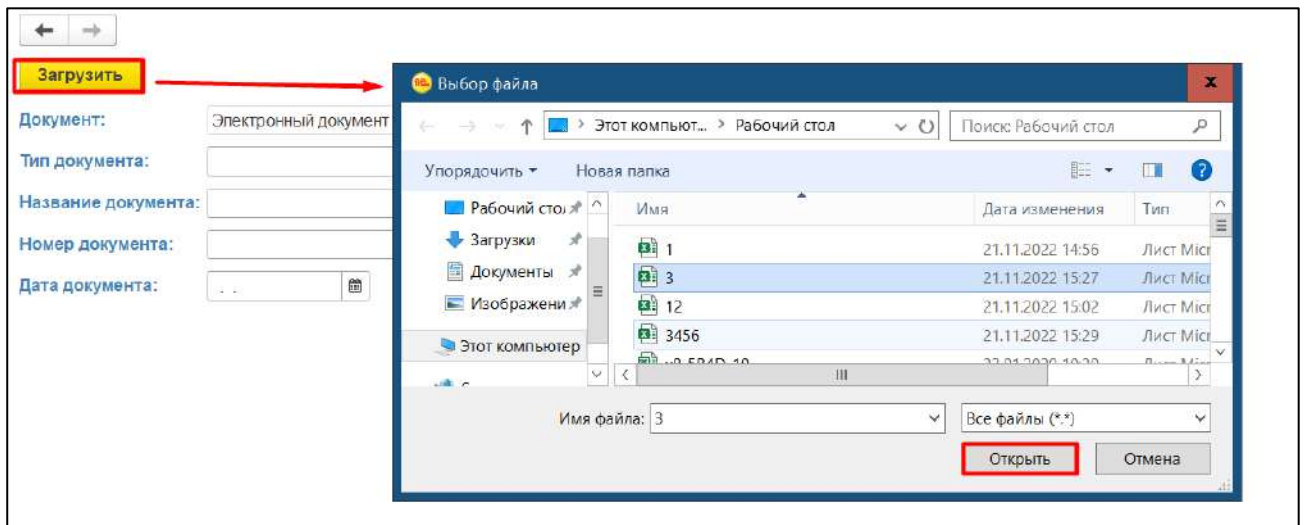 Загрузить
Документ: Электронный документ
Тип документа:
Название документа:
Номер документа:
Дата документа: . .
Выбор файла
Этот компьют... > Рабочий стол
Поиск: Рабочий стол
Упорядочить
Новая папка
Рабочий сто
Загрузки
Документы
Изображени
Этот компьютер
Имя Дата изменения Тип
1 21.11.2022 14:56 Лист Micr
3 21.11.2022 15:27 Лист Micr
12 21.11.2022 15:02 Лист Micr
3456 21.11.2022 15:29 Лист Micr
Имя файла: 3
Все файлы (*.*)
Открыть Отмена